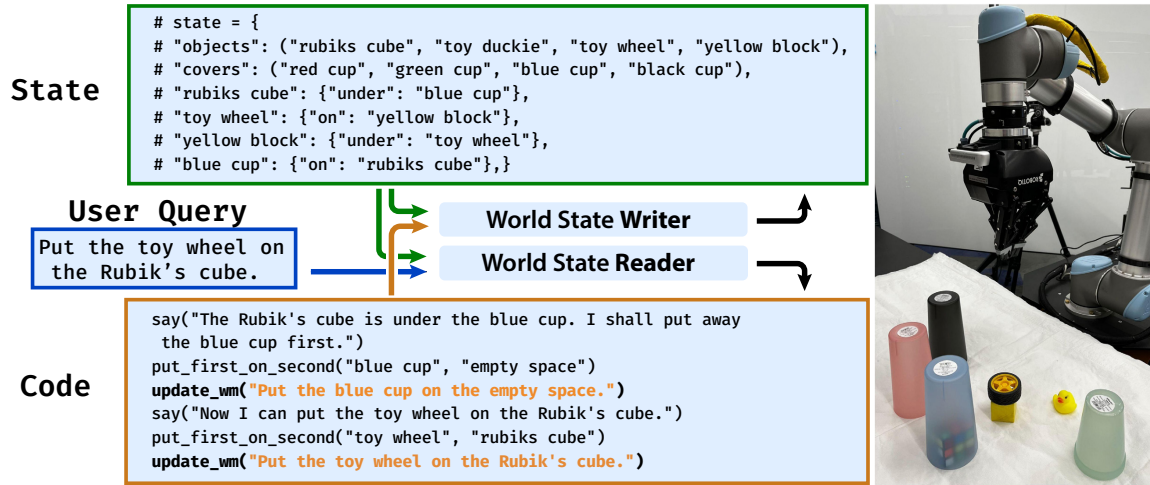 State
# state = {
# "objects": ("rubiks cube", "toy duckie", "toy wheel", "yellow block"),
# "covers": ("red cup", "green cup", "blue cup", "black cup"),
# "rubiks cube": {"under": "blue cup"},
# "toy wheel": {"on": "yellow block"},
# "yellow block": {"under": "toy wheel"},
# "blue cup": {"on": "rubiks cube"},}
User Query
Put the toy wheel on
the Rubik’s cube.
World State Writer
World State Reader
Code
say("The Rubik's cube is under the blue cup. I shall put away
the blue cup first.")
put_first_on_second("blue cup", "empty space")
update_wm("Put the blue cup on the empty space.")
say("Now I can put the toy wheel on the Rubik's cube.")
put_first_on_second("toy wheel", "rubiks cube")
update_wm("Put the toy wheel on the Rubik's cube.")
ROBOTIQ